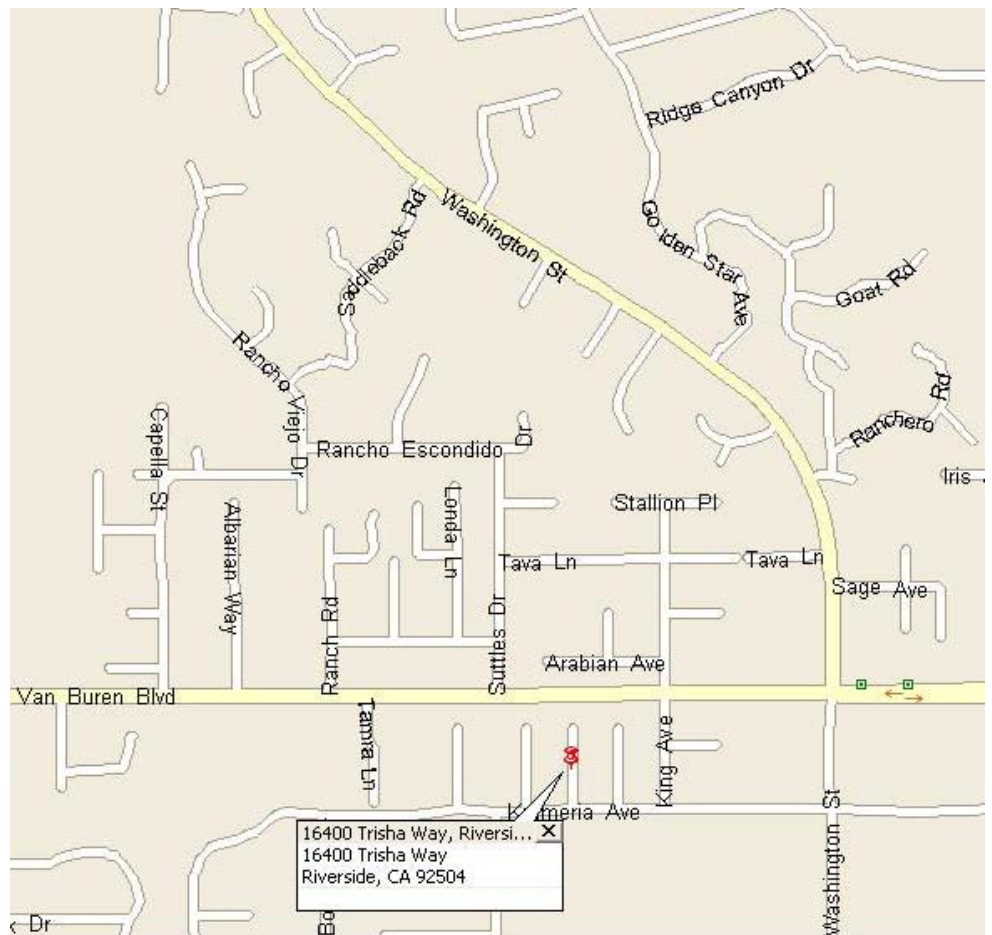 Ridge Canyon Dr
Washington St
Saddleback Rd
Golden Star Ave
Goat Rd
Rancho Viejo Dr
Ranchero Rd
Capella St
Rancho Escondido Dr
Iris
Londa Ln
Stallion Pl
Albarian Way
Tava Ln
Tava Ln
Sage Ave
Ranch Rd
Suttles Dr
Arabian Ave
Van Buren Blvd
Tamra Ln
King Ave
Washington St
16400 Trisha Way, Riversi...
16400 Trisha Way
Riverside, CA 92504
Dr